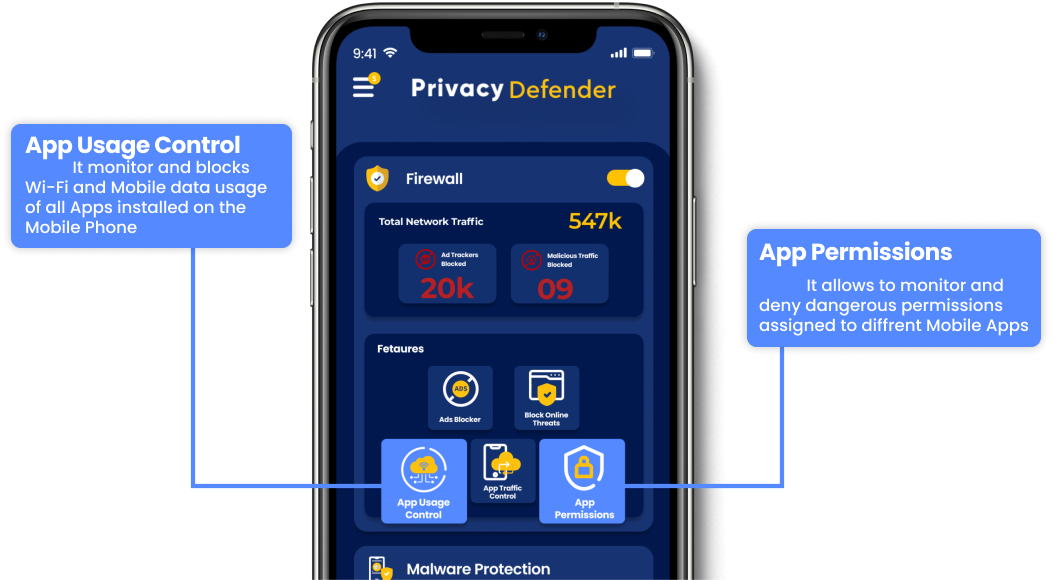 9:41
5
Privacy Defender
App Usage Control
It monitor and blocks
Wi-Fi and Mobile data usage
of all Apps installed on the
Mobile Phone
Firewall
Total Network Traffic
547k
Ad Trackers
Blocked
20k
Malicious Traffic
Blocked
09
App Permissions
It allows to monitor and
deny dangerous permissions
assigned to diffrent Mobile Apps
Fetaures
ADS
Ads Blocker
Block Online
Threats
App Usage
Control
App Traffic
Control
App
Permissions
Malware Protection